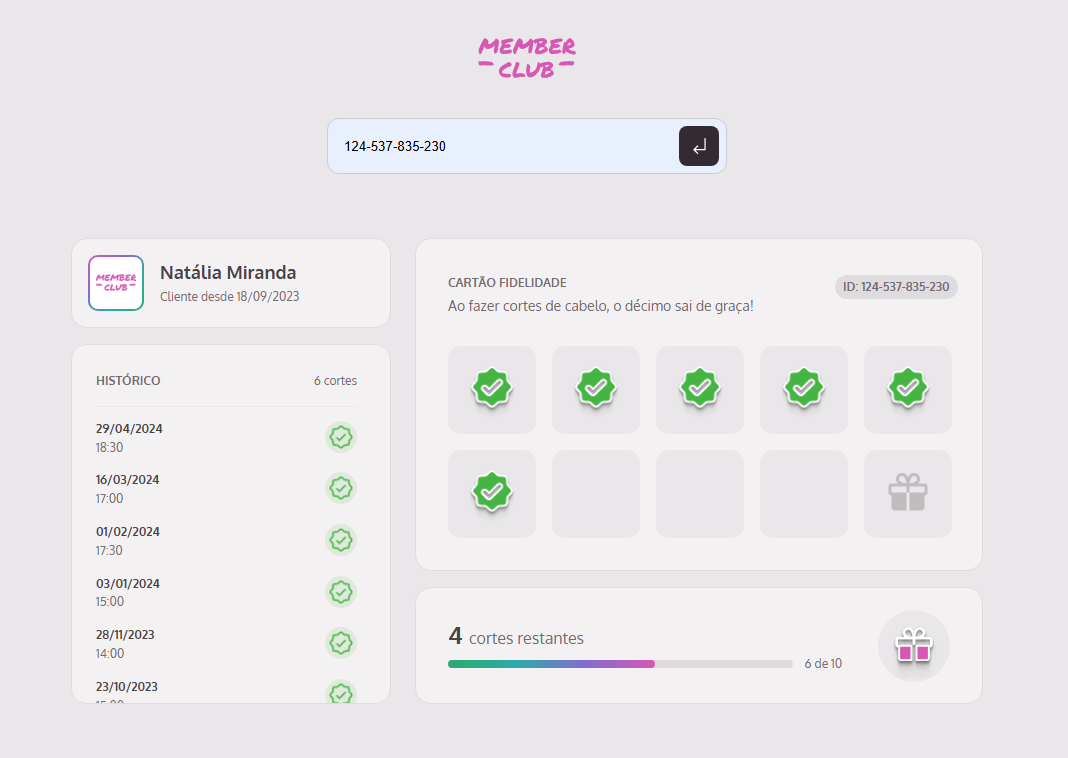 MEMBER
CLUB
124-537-835-230
MEMBER
CLUB
Natália Miranda
Cliente desde 18/09/2023
HISTÓRICO
6 cortes
29/04/2024
18:30
16/03/2024
17:00
01/02/2024
17:30
03/01/2024
15:00
28/11/2023
14:00
23/10/2023
CARTÃO FIDELIDADE
ID: 124-537-835-230
Ao fazer cortes de cabelo, o décimo sai de graça!
4 cortes restantes
6 de 10